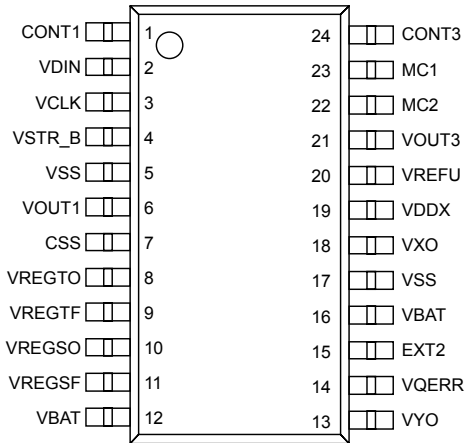 CONT1 1 24 CONT3
VDIN 2 23 MC1
VCLK 3 22 MC2
VSTR_B 4 21 VOUT3
VSS 5 20 VREFU
VOUT1 6 19 VDDX
CSS 7 18 VXO
VREGTO 8 17 VSS
VREGTF 9 16 VBAT
VREGSO 10 15 EXT2
VREGSF 11 14 VQERR
VBAT 12 13 VYO